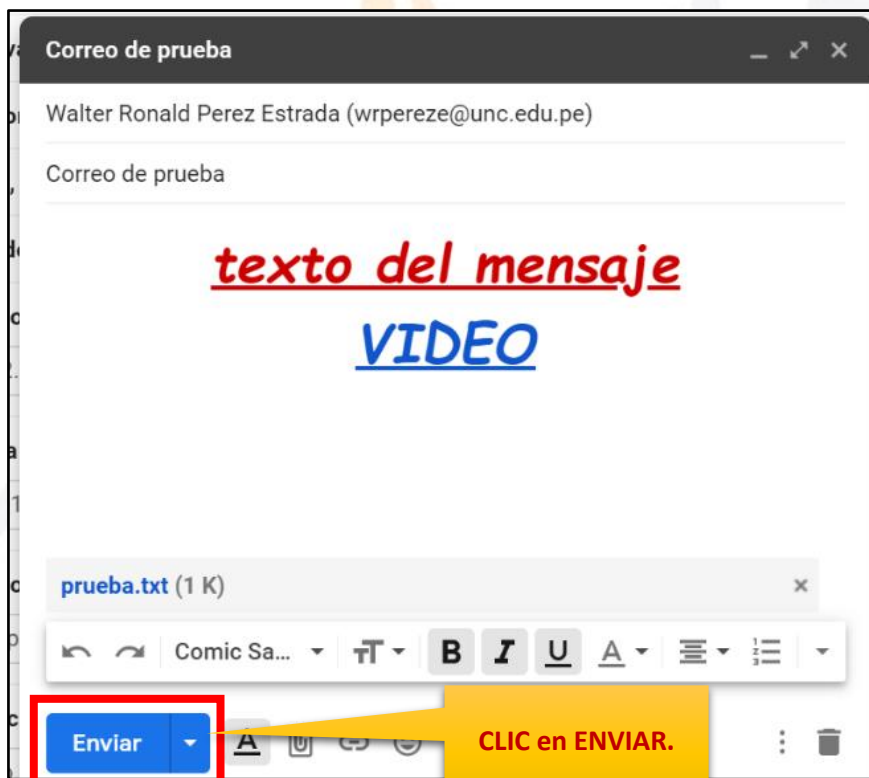 Correo de prueba
Walter Ronald Perez Estrada (wrpereze@unc.edu.pe)
Correo de prueba
texto del mensaje
VIDEO
prueba.txt (1 K)
Comic Sa...
B I U A
Enviar
A
CLIC en ENVIAR.